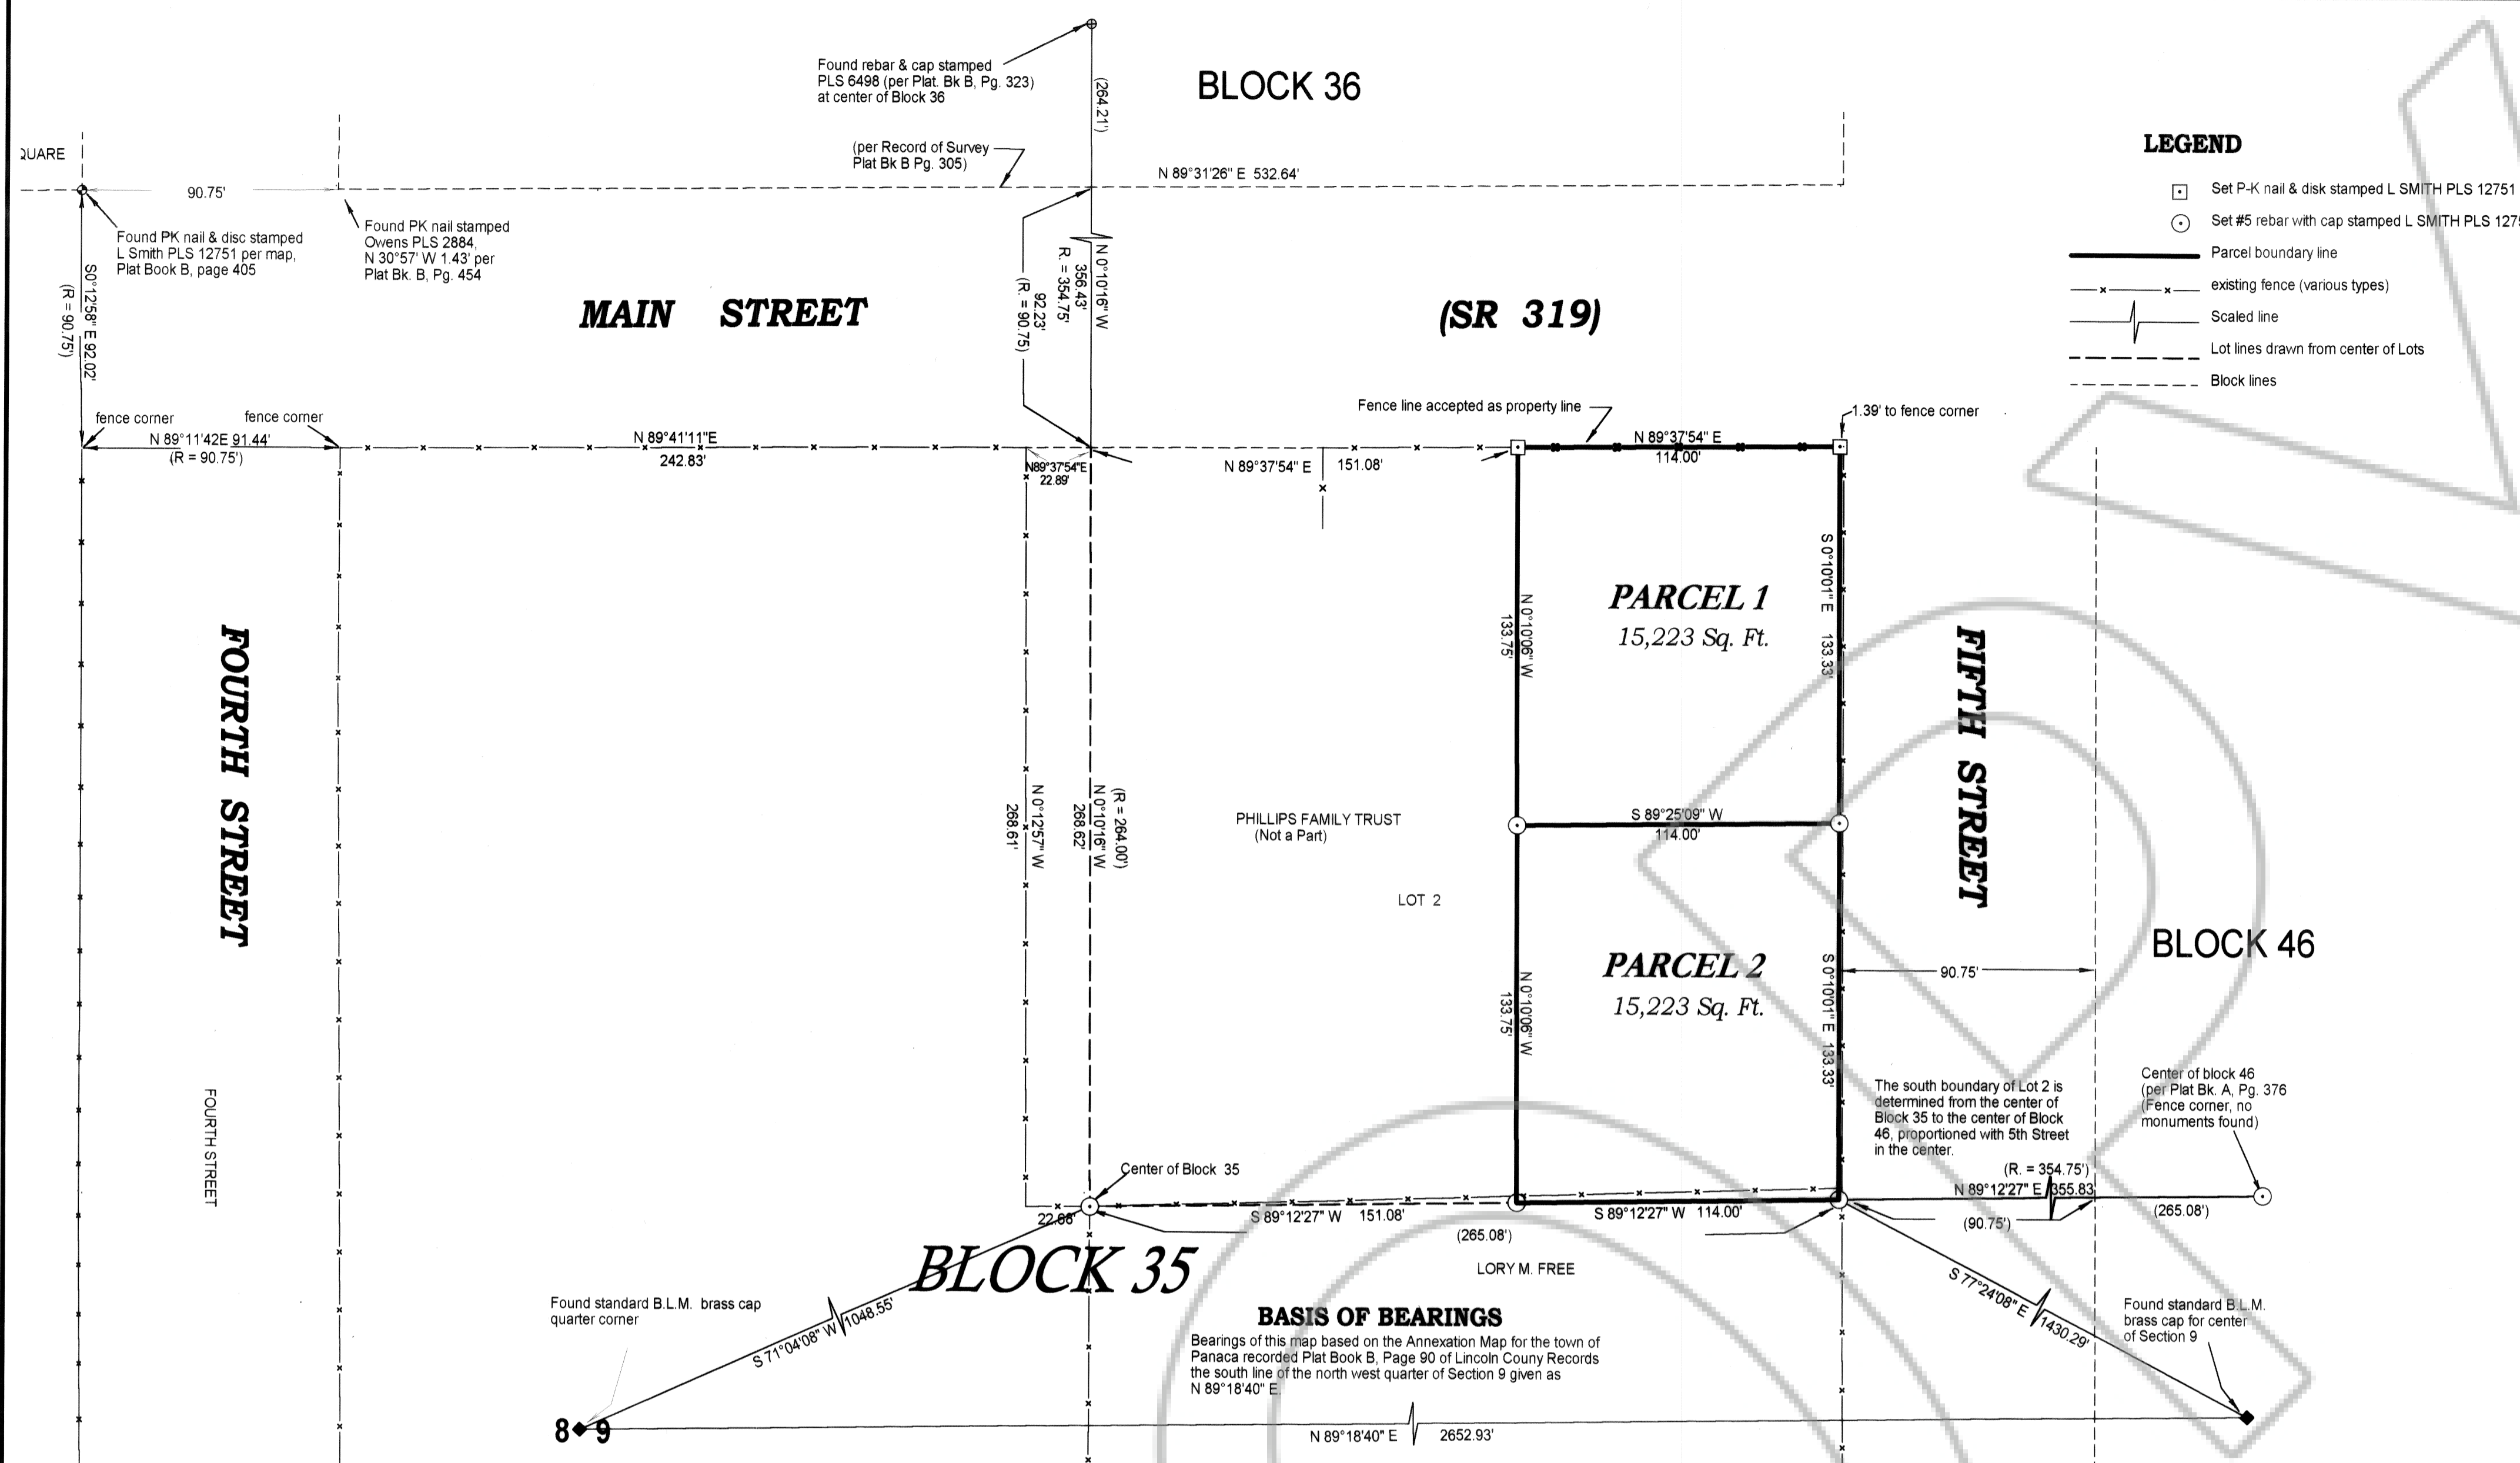 Found rebar & cap stamped
PLS 6498 (per Plat. Bk B, Pg. 323)
at center of Block 36
(264.21')
BLOCK 36
QUARE
90.75'
(per Record of Survey
Plat Bk B Pg. 305)
N 89°31'26" E 532.64'
LEGEND
Set P-K nail & disk stamped L SMITH PLS 12751
Set #5 rebar with cap stamped L SMITH PLS
Parcel boundary line
existing fence (various types)
Scaled line
Lot lines drawn from center of Lots
Block lines
Found PK nail & disc stamped
L Smith PLS 12751 per map,
Plat Book B, page 405
Found PK nail stamped
Owens PLS 2884,
N 30°57' W 1.43' per
Plat Bk. B, Pg. 454
S0°12'58" E 92.02'
(R = 90.75')
MAIN STREET
(SR 319)
N 0°10'16" W
356.43'
R. = 354.75'
92.23'
(R. = 90.75)
fence corner
fence corner
N 89°11'42E 91.44'
(R = 90.75')
N 89°41'11"E
242.83'
N89°37'54"E
22.89'
N 89°37'54" E 151.08'
Fence line accepted as property line
N 89°37'54" E
114.00'
1.39' to fence corner
FOURTH STREET
FOURTH STREET
N 0°12'57" W
268.61'
(R = 264.00')
N 0°10'16" W
268.62'
PHILLIPS FAMILY TRUST
(Not a Part)
LOT 2
N 0°10'06" W
133.75'
PARCEL 1
15,223 Sq. Ft.
S 0°10'01" E 133.33'
S 89°25'09" W
114.00'
N 0°10'06" W
133.75'
PARCEL 2
15,223 Sq. Ft.
S 0°10'01" E 133.33'
FIFTH STREET
90.75'
BLOCK 46
The south boundary of Lot 2 is
determined from the center of
Block 35 to the center of Block
46, proportioned with 5th Street
in the center.
Center of block 46
(per Plat Bk. A, Pg. 376
(Fence corner, no
monuments found)
(R. = 354.75')
N 89°12'27" E 355.83
(90.75')
(265.08')
Center of Block 35
22.68'
S 89°12'27" W 151.08'
S 89°12'27" W 114.00'
(265.08')
BLOCK 35
LORY M. FREE
Found standard B.L.M. brass cap
quarter corner
S 71°04'08" W 1048.55'
S 77°24'08" E 1430.29'
Found standard B.L.M.
brass cap for center
of Section 9
BASIS OF BEARINGS
Bearings of this map based on the Annexation Map for the town of
Panaca recorded Plat Book B, Page 90 of Lincoln Couny Records
the south line of the north west quarter of Section 9 given as
N 89°18'40" E
8 9
N 89°18'40" E 2652.93'